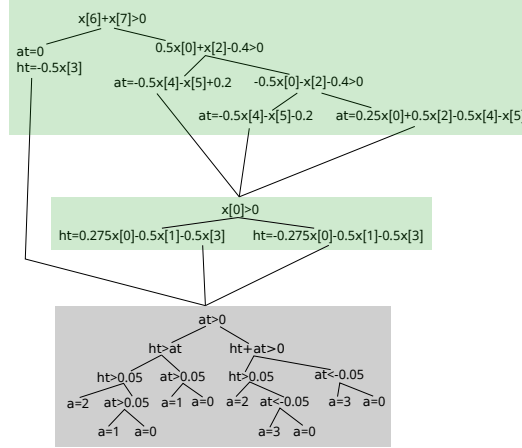 x[6]+x[7]>0
at=0
ht=-0.5x[3]
0.5x[0]+x[2]-0.4>0
at=-0.5x[4]-x[5]+0.2
-0.5x[0]-x[2]-0.4>0
at=-0.5x[4]-x[5]-0.2
at=0.25x[0]+0.5x[2]-0.5x[4]-x[5]
x[0]>0
ht=0.275x[0]-0.5x[1]-0.5x[3]
ht=-0.275x[0]-0.5x[1]-0.5x[3]
at>0
ht>at
ht+at>0
ht>0.05
at>0.05
ht>0.05
at<-0.05
a=2
at>0.05
a=1
a=0
a=2
at<-0.05
a=3
a=0
a=1
a=0
a=3
a=0